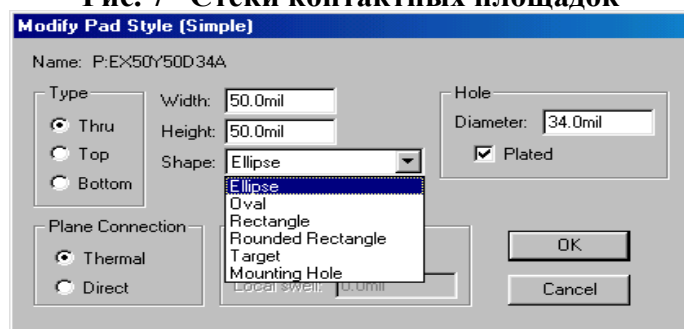 Рис. 7 Стеки контактных площадок
Modify Pad Style (Simple)
Name: P:EX50Y50D34A
Type
Thru
Top
Bottom
Width: 50.0mil
Height: 50.0mil
Shape: Ellipse
Ellipse
Oval
Rectangle
Rounded Rectangle
Target
Mounting Hole
Hole
Diameter: 34.0mil
Plated
Plane Connection
Thermal
Direct
Local swell: 0.0mil
OK
Cancel